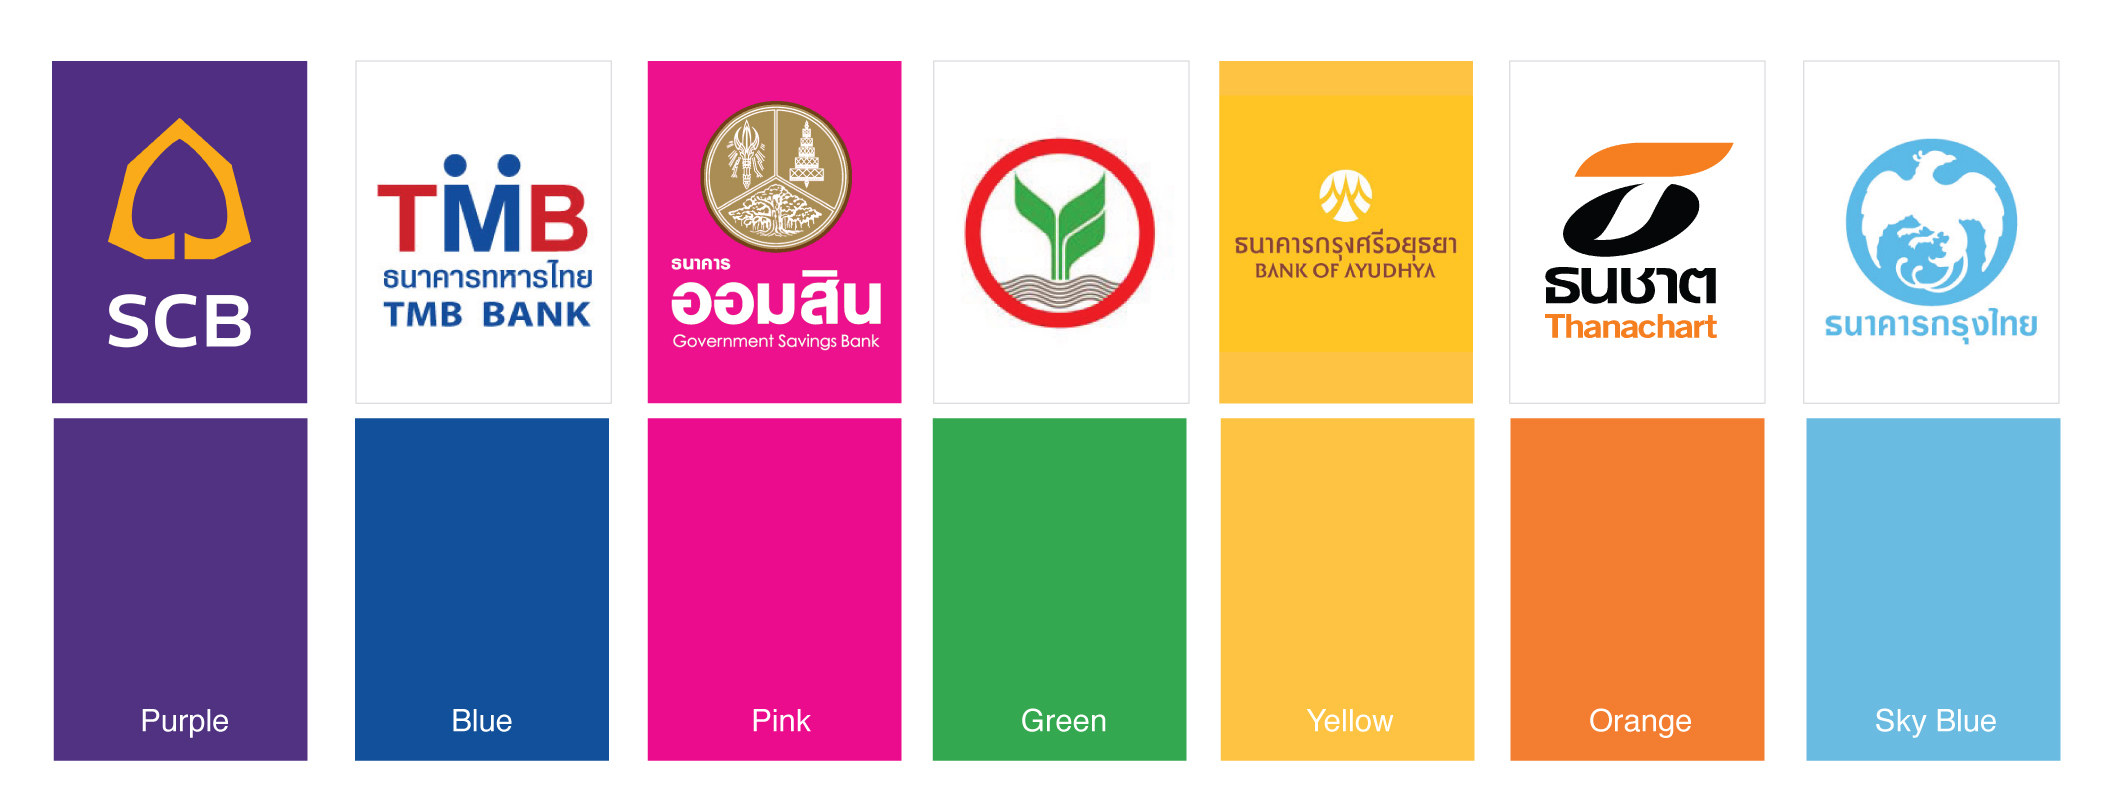 SCB
TMB
ธนาคารทหารไทย
TMB BANK
ธนาคาร
ออมสิน
Government Savings Bank
ธนาคารกรุงศรีอยุธยา
BANK OF AYUDHYA
ธนชาต
Thanachart
ธนาคารกรุงไทย
Purple
Blue
Pink
Green
Yellow
Orange
Sky Blue